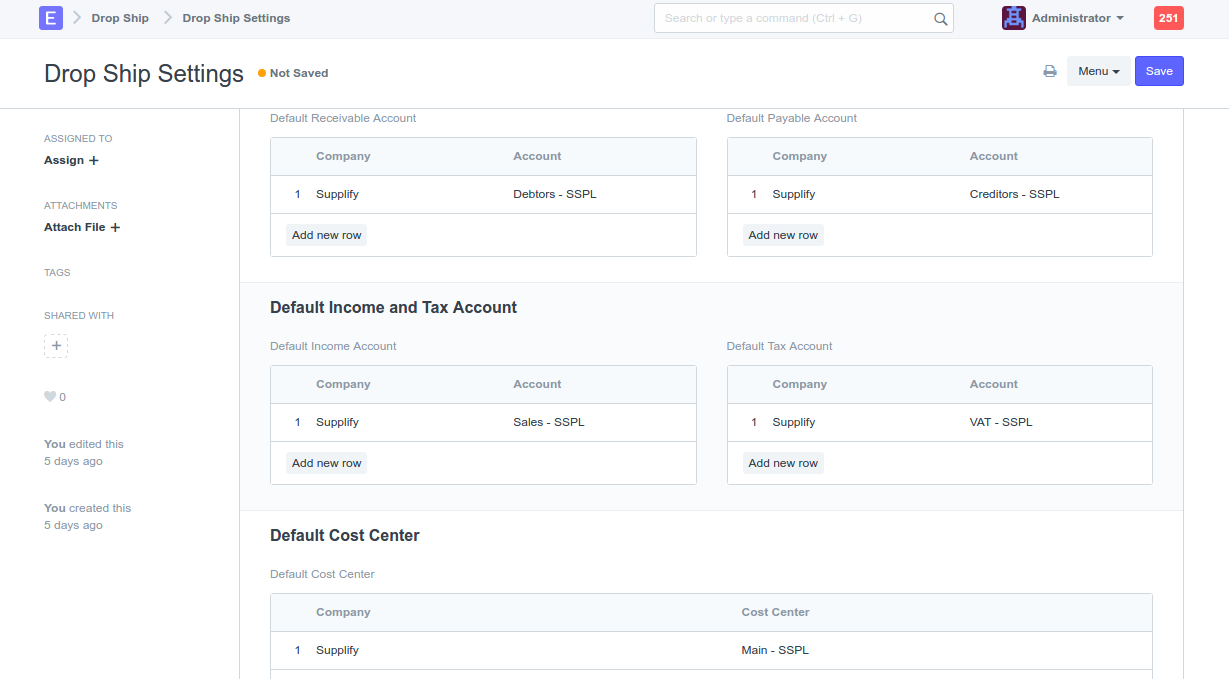 E Drop Ship Drop Ship Settings Search or type a command (Ctrl + G) Administrator 251
Drop Ship Settings Not Saved Menu Save
ASSIGNED TO
Assign +
ATTACHMENTS
Attach File +
TAGS
SHARED WITH
+
0
You edited this
5 days ago
You created this
5 days ago
Default Receivable Account
Company Account
1 Supplify Debtors - SSPL
Add new row
Default Payable Account
Company Account
1 Supplify Creditors - SSPL
Add new row
Default Income and Tax Account
Default Income Account
Company Account
1 Supplify Sales - SSPL
Add new row
Default Tax Account
Company Account
1 Supplify VAT - SSPL
Add new row
Default Cost Center
Default Cost Center
Company Cost Center
1 Supplify Main - SSPL